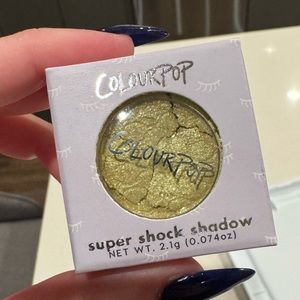 COLOURPOP
COLOURPOP
super shock shadow
NET WT. 2.1g (0.074oz)